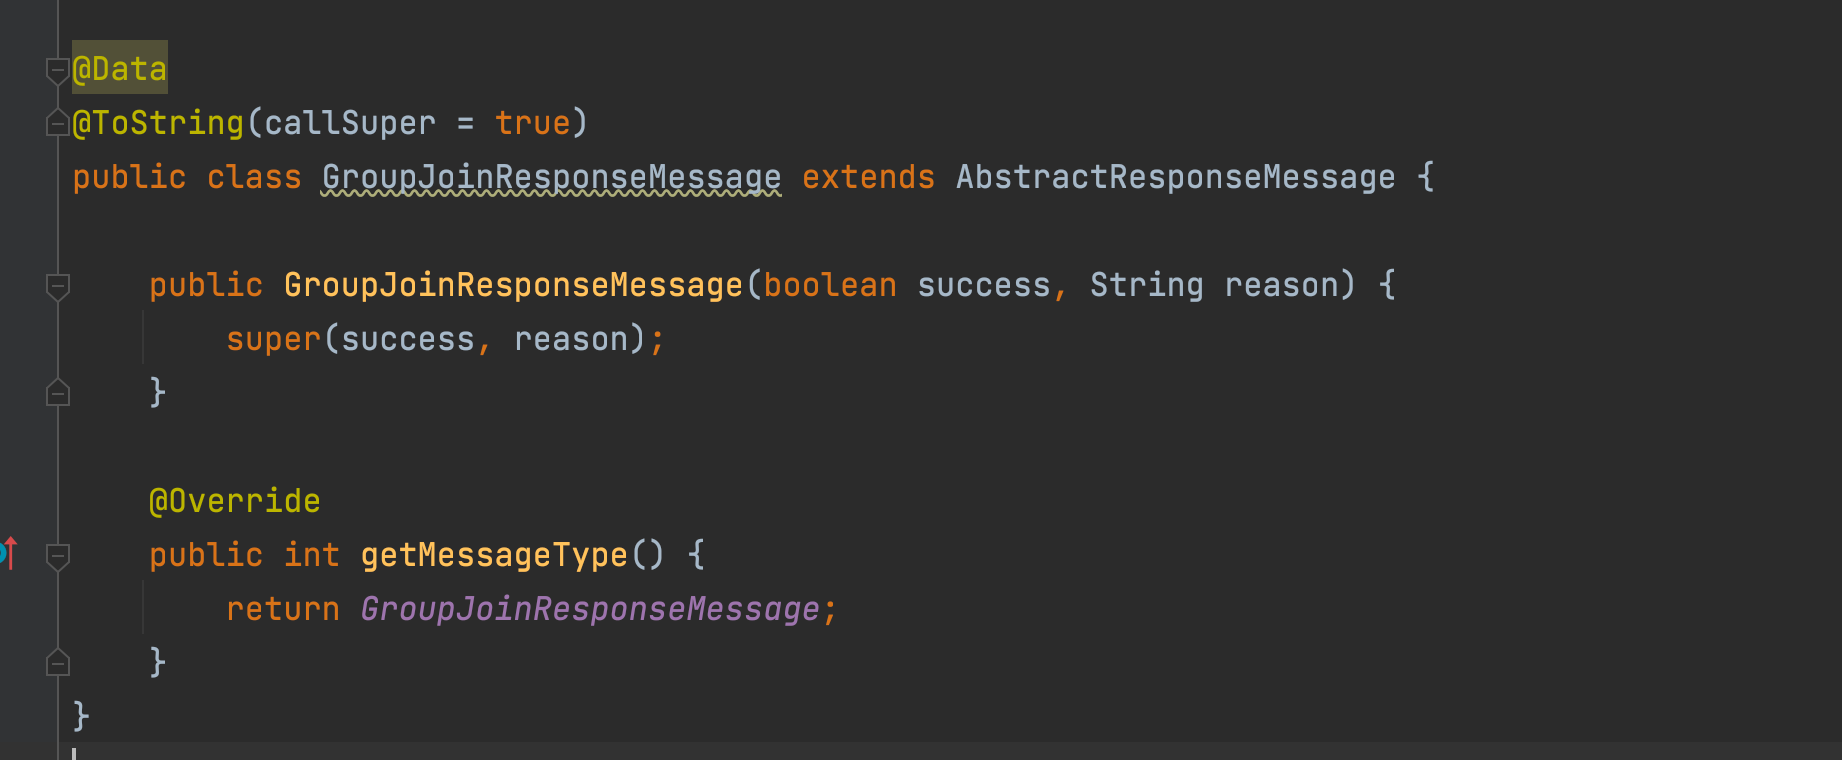 @Data
@ToString(callSuper = true)
public class GroupJoinResponseMessage extends AbstractResponseMessage {
public GroupJoinResponseMessage(boolean success, String reason) {
super(success, reason);
}
@Override
public int getMessageType() {
return GroupJoinResponseMessage;
}
}